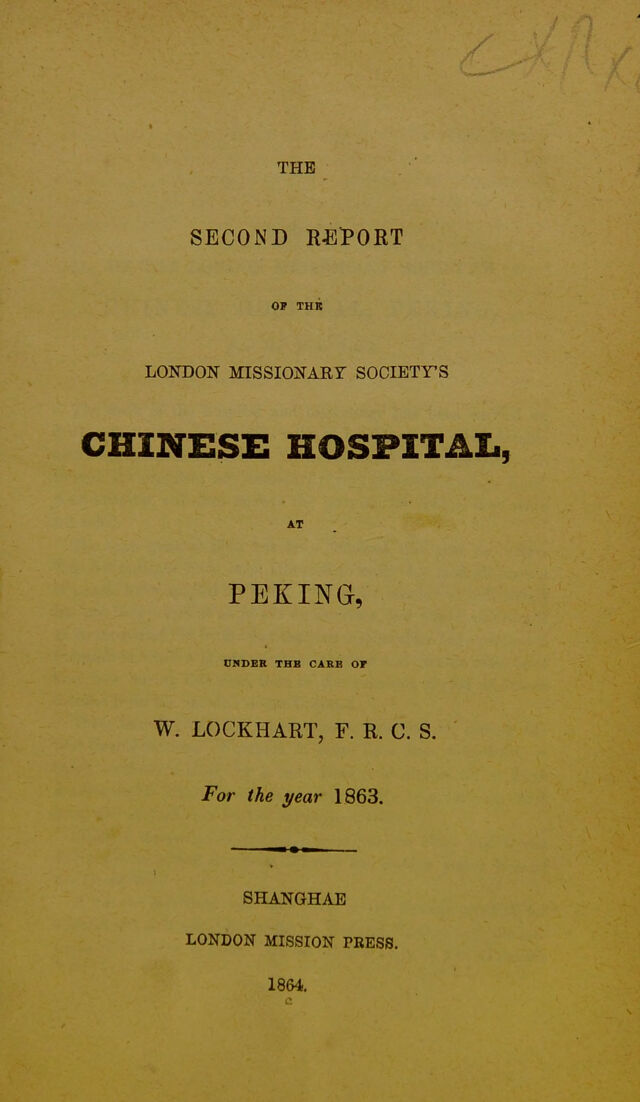 THE
SECOND REPORT
OF THE
LONDON MISSIONARY SOCIETY'S
CHINESE HOSPITAL,
AT
PEKING,
UNDER THE CARE OF
W. LOCKHART, F. R. C. S.
For the year 1863.
SHANGHAE
LONDON MISSION PRESS.
1864.